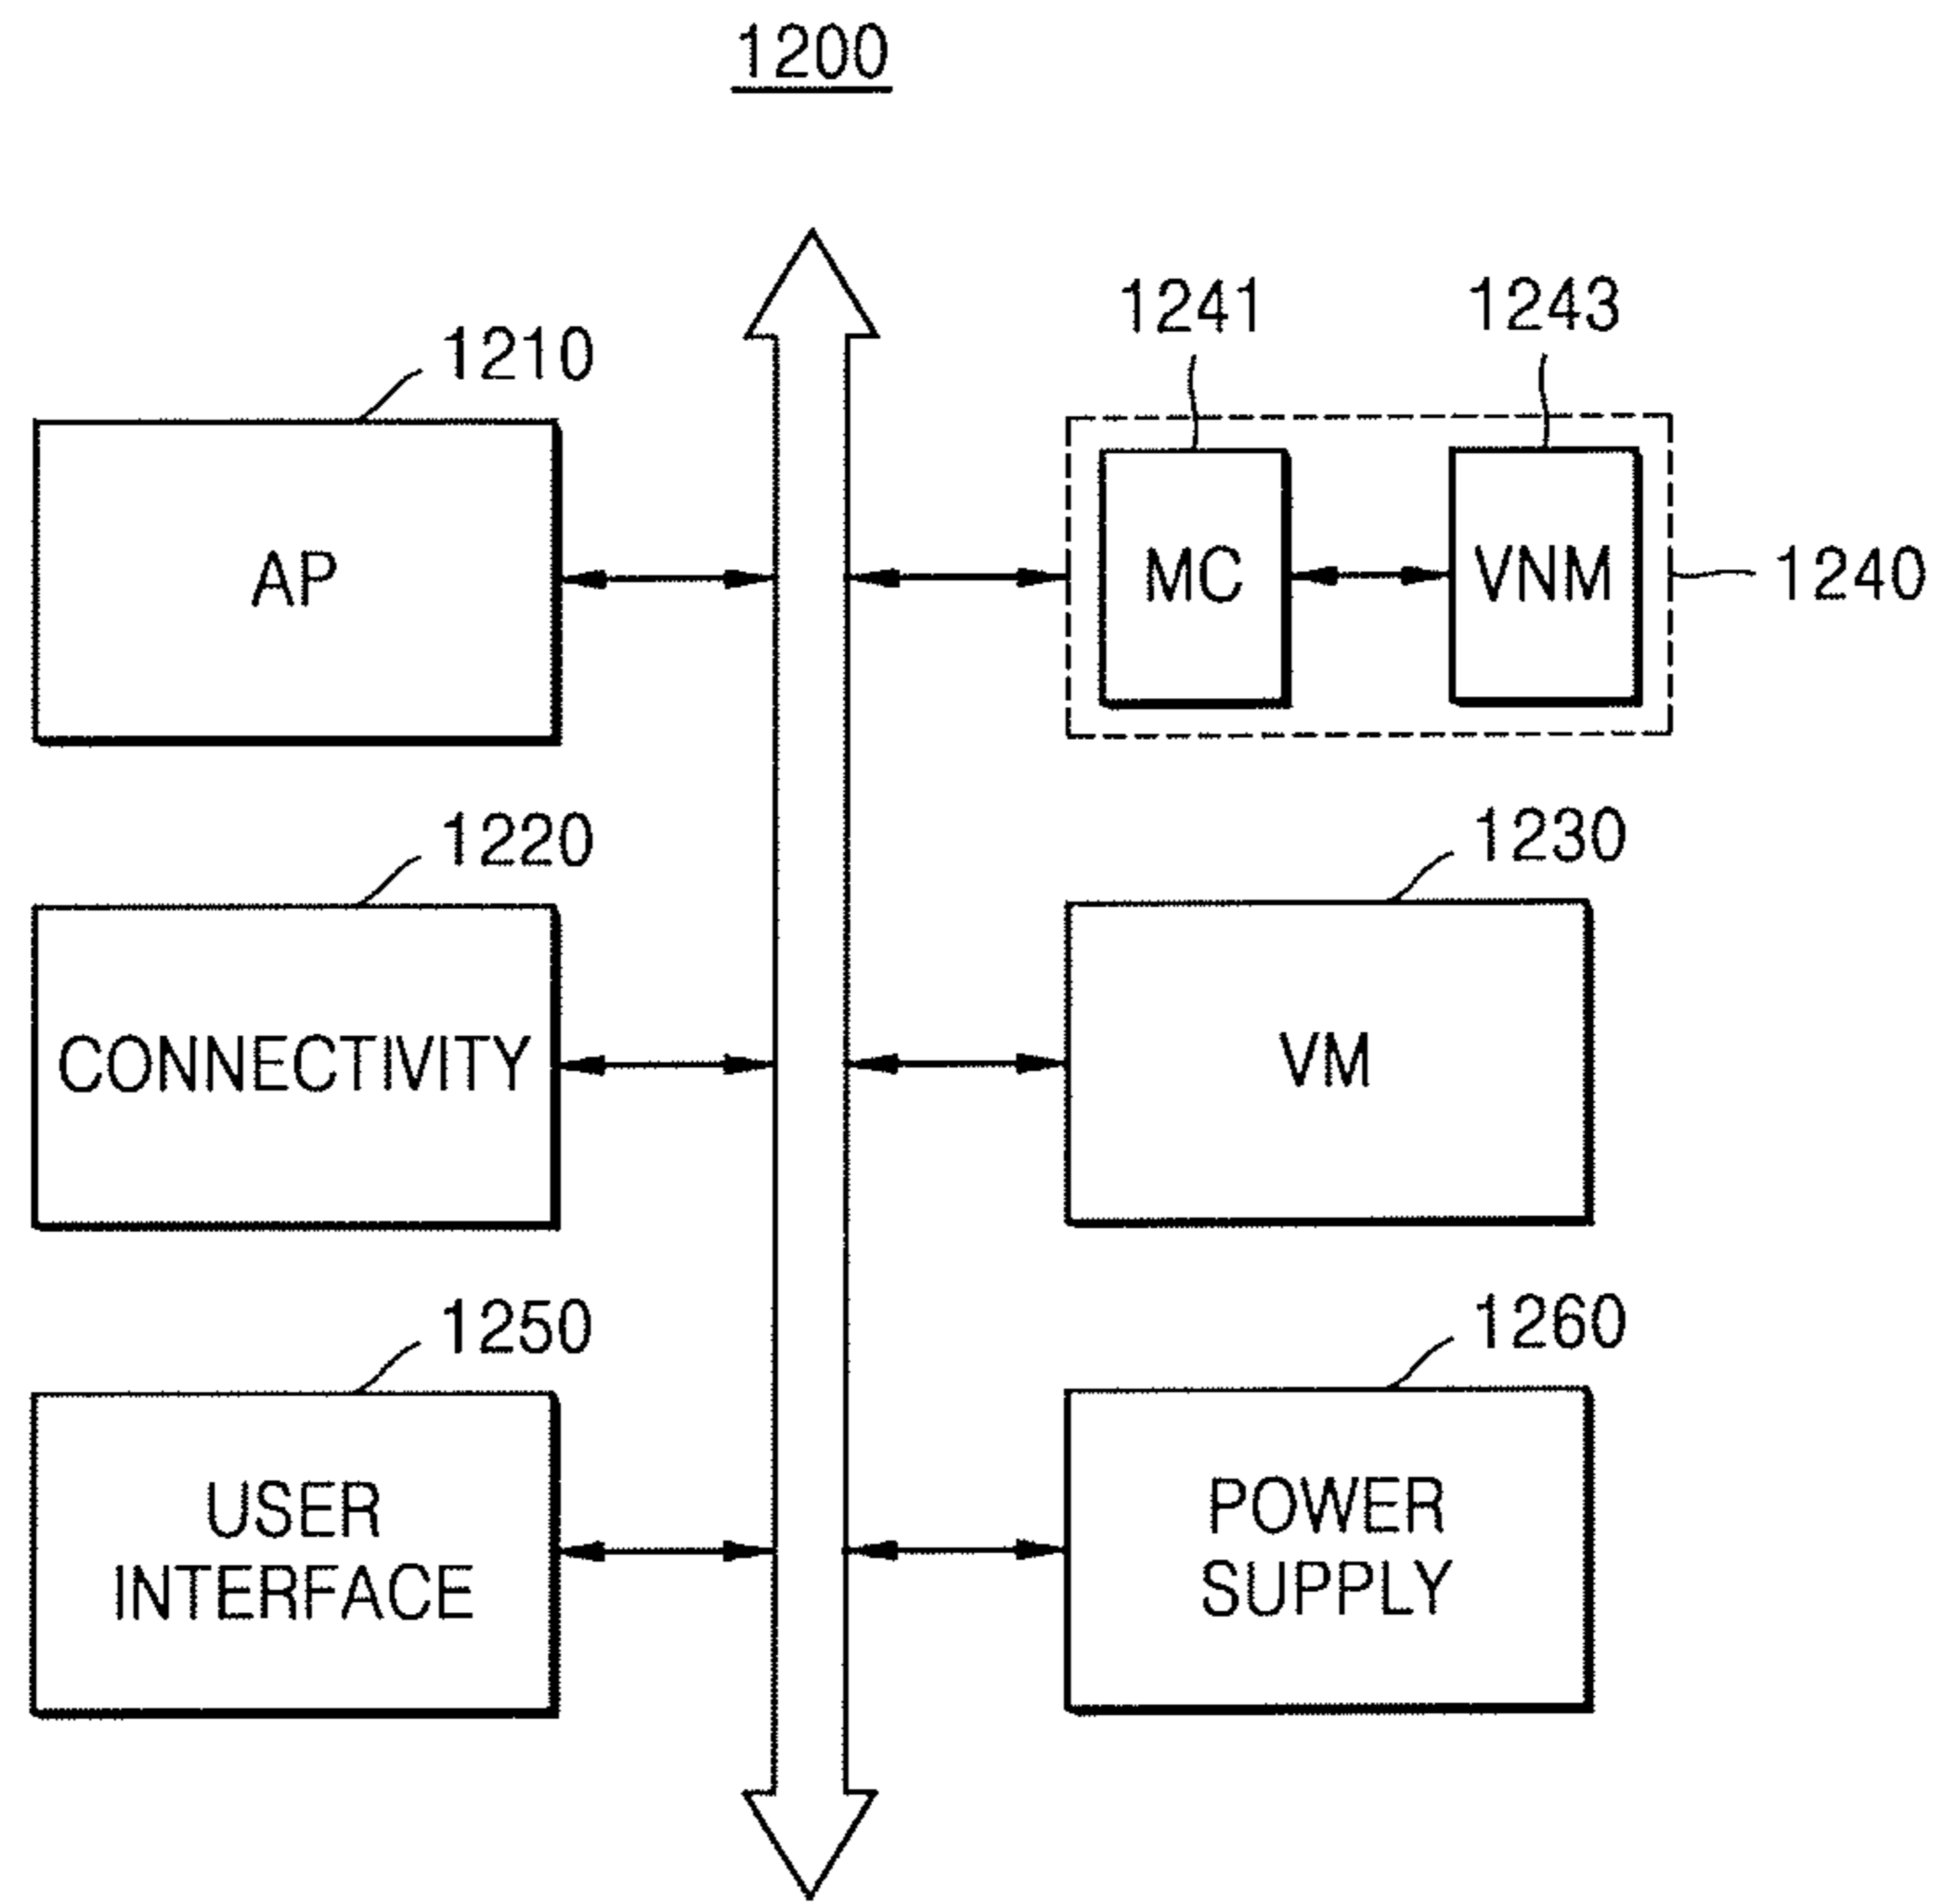 1200
1241
1243
1210
AP
MC
VNM
1240
1220
1230
CONNECTIVITY
VM
1250
1260
USER
INTERFACE
POWER
SUPPLY